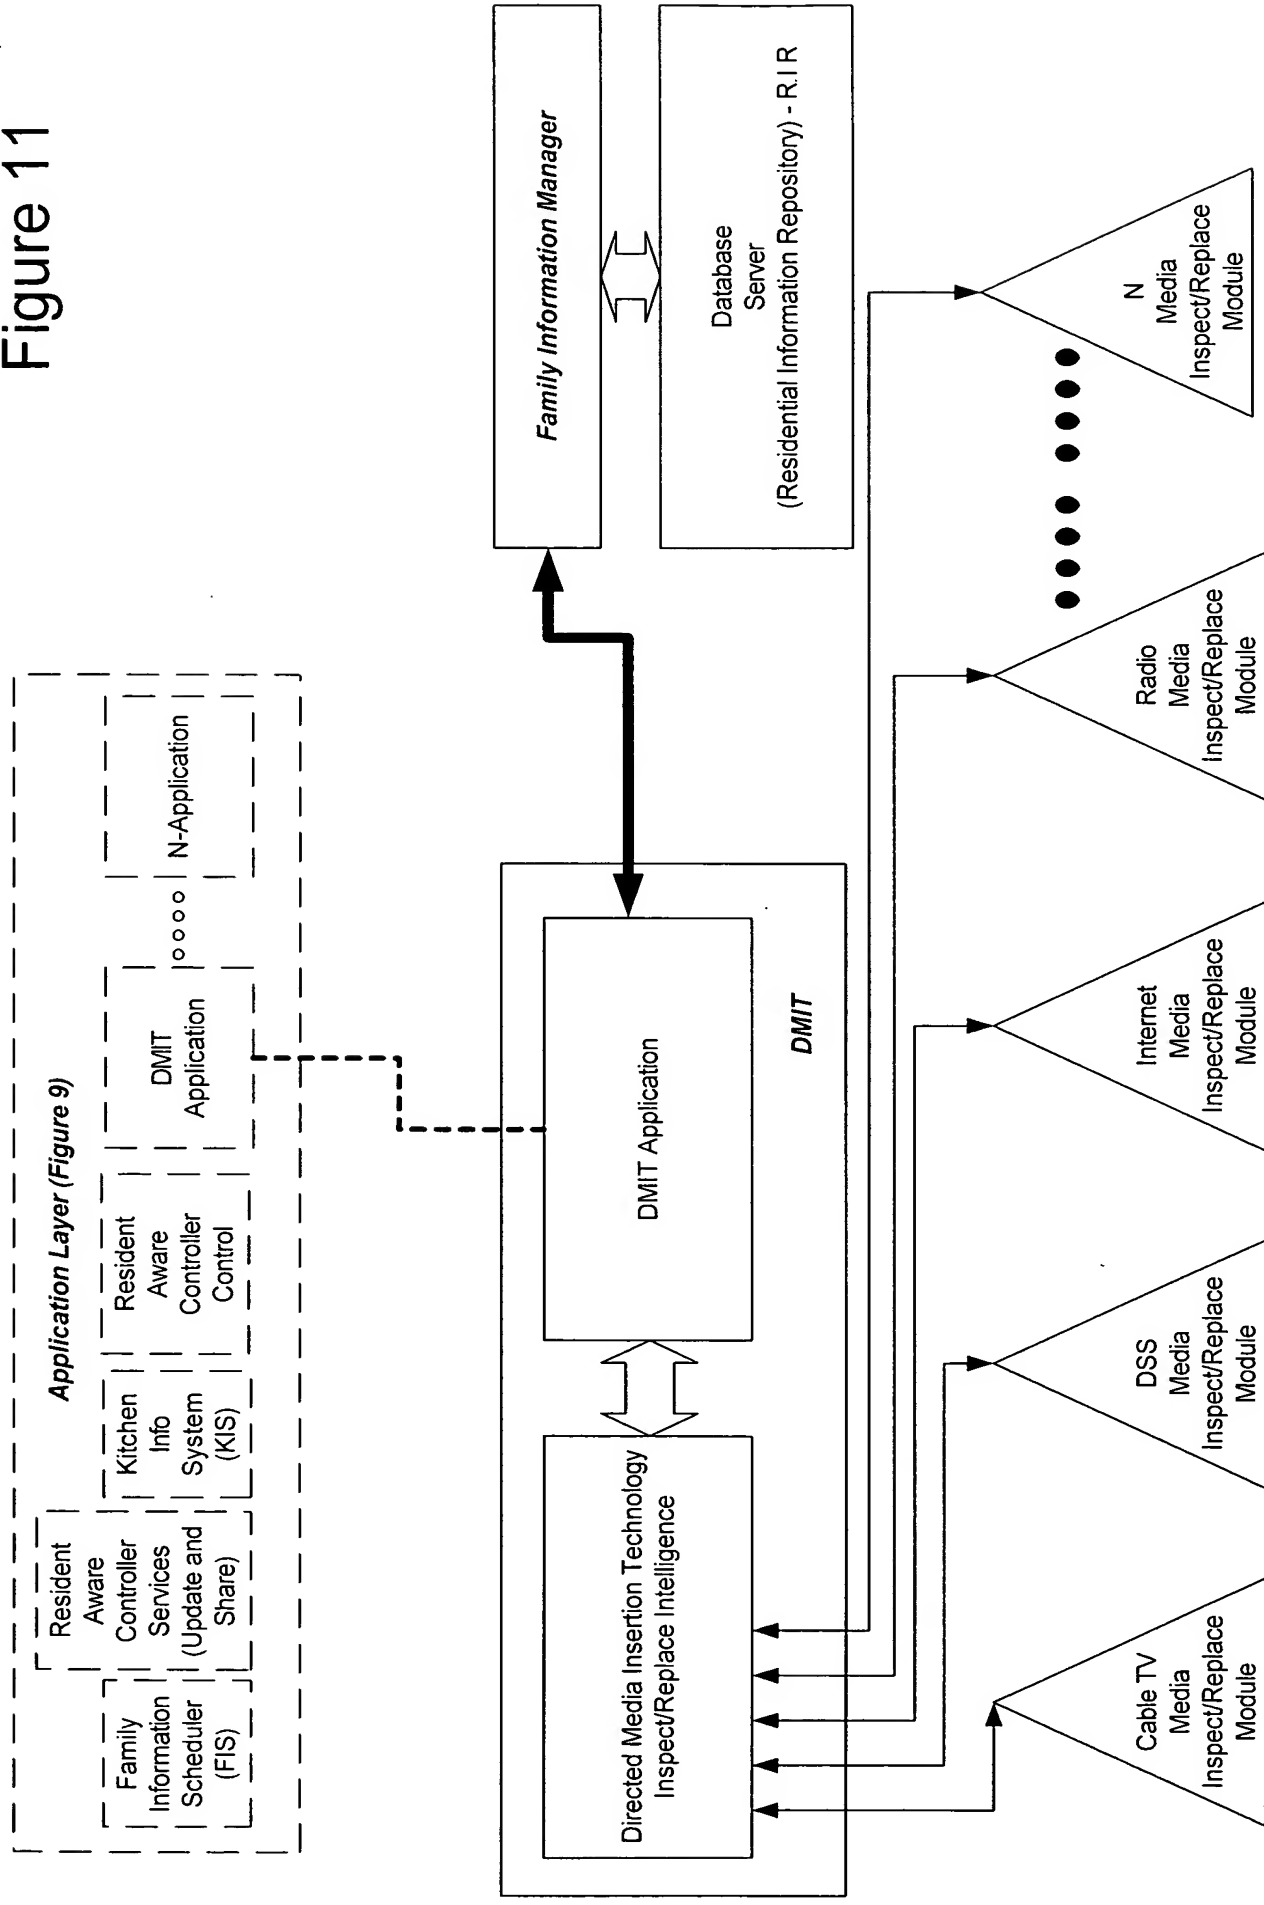 Figure 11
Application Layer (Figure 9)
Family
Information
Scheduler
(FIS)
Resident
Aware
Controller
Services
(Update and
Share)
Kitchen
Info
System
(KIS)
Resident
Aware
Controller
Control
DMIT
Application
N-Application
Directed Media Insertion Technology
Inspect/Replace Intelligence
DMIT Application
DMIT
Family Information Manager
Database
Server
(Residential Information Repository) - R.I R
Cable TV
Media
Inspect/Replace
Module
DSS
Media
Inspect/Replace
Module
Internet
Media
Inspect/Replace
Module
Radio
Media
Inspect/Replace
Module
N
Media
Inspect/Replace
Module